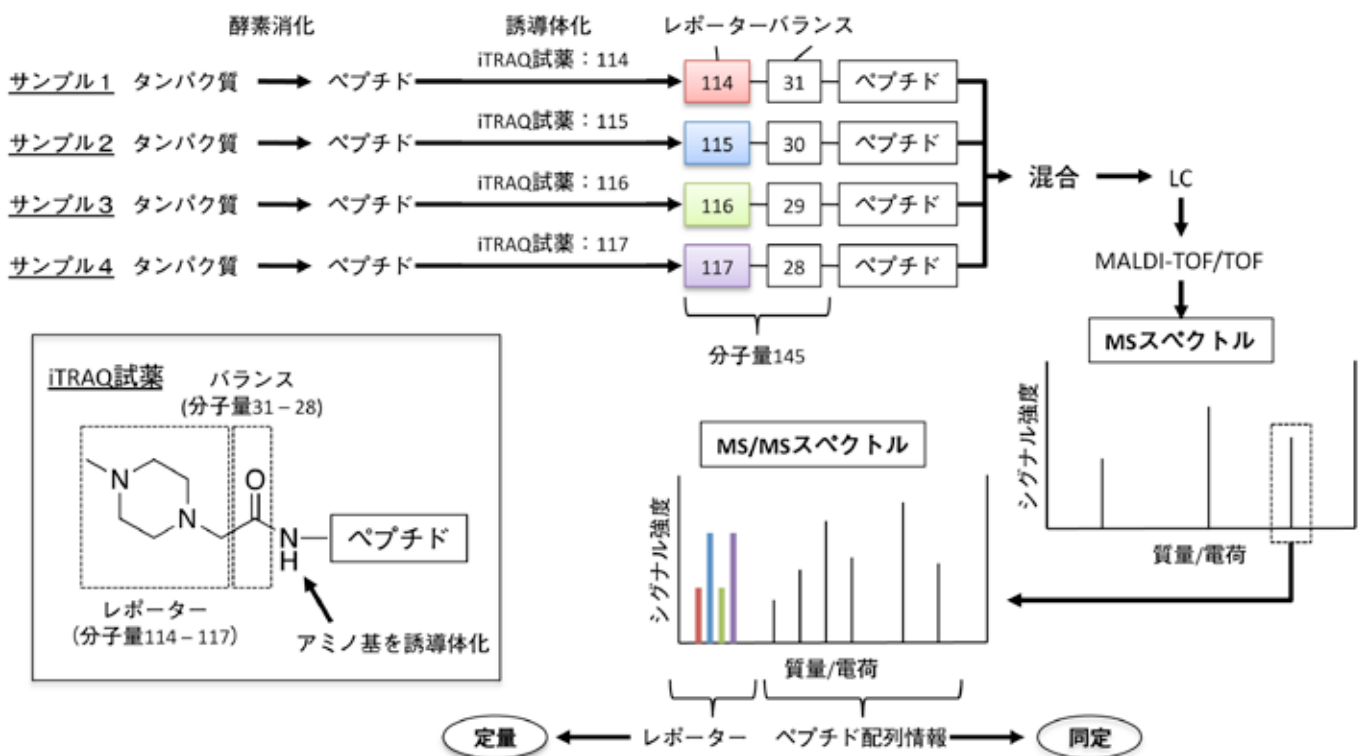 酵素消化
誘導体化
レポーター バランス
サンプル1 タンパク質 ペプチド iTRAQ試薬：114 114 31 ペプチド
サンプル2 タンパク質 ペプチド iTRAQ試薬：115 115 30 ペプチド
サンプル3 タンパク質 ペプチド iTRAQ試薬：116 116 29 ペプチド
サンプル4 タンパク質 ペプチド iTRAQ試薬：117 117 28 ペプチド
混合
LC
MALDI-TOF/TOF
分子量145
MSスペクトル
シグナル強度
質量/電荷
iTRAQ試薬
バランス
(分子量31 – 28)
N
N
O
N
H
ペプチド
レポーター
(分子量114 – 117)
アミノ基を誘導体化
MS/MSスペクトル
シグナル強度
質量/電荷
定量
レポーター
ペプチド配列情報
同定